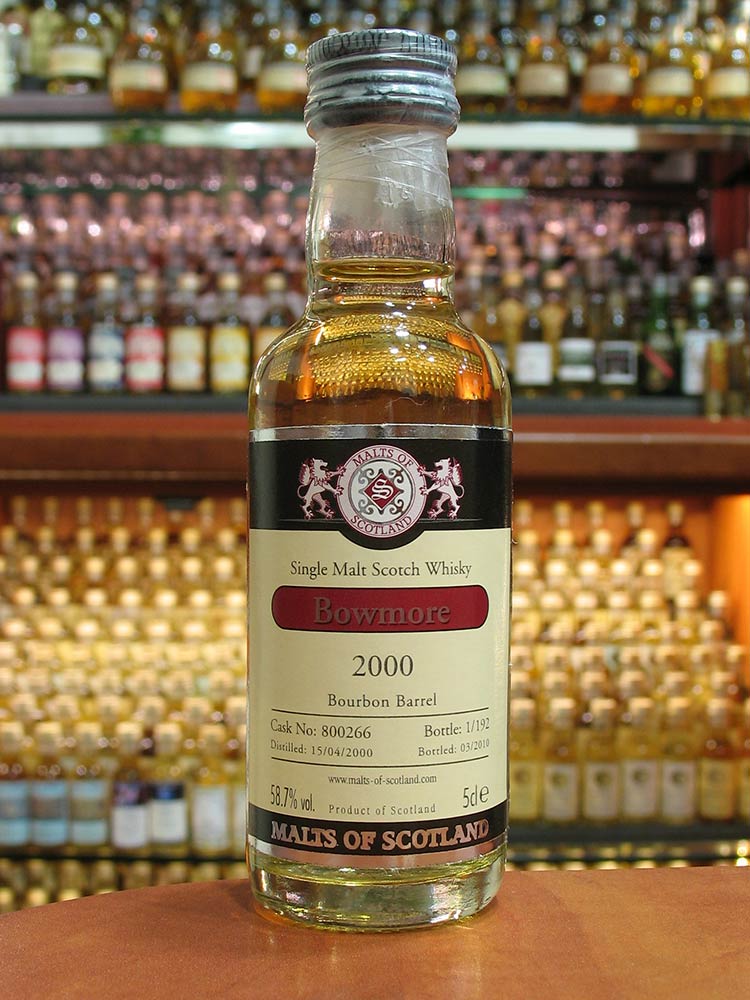 MALTS OF
S
SCOTLAND
Single Malt Scotch Whisky
Bowmore
2000
Bourbon Barrel
Cask No: 800266 Bottle: 1/192
Distilled: 15/04/2000 Bottled: 03/2010
www.malts-of-scotland.com
58.7% vol. Product of Scotland 5cl e
MALTS OF SCOTLAND